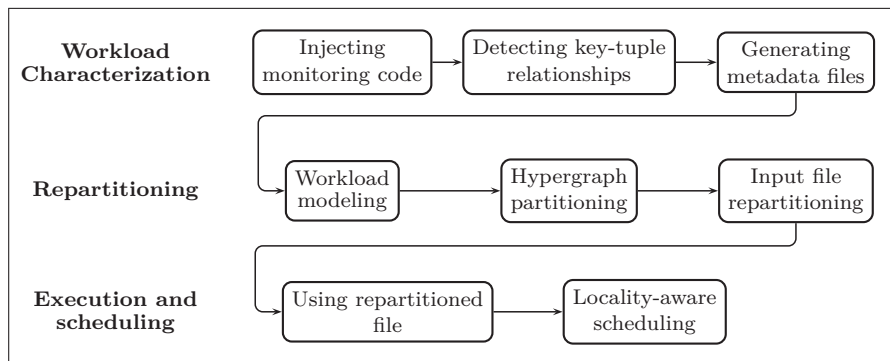 Workload
Characterization
Injecting
monitoring code
Detecting key-tuple
relationships
Generating
metadata files
Repartitioning
Workload
modeling
Hypergraph
partitioning
Input file
repartitioning
Execution and
scheduling
Using repartitioned
file
Locality-aware
scheduling